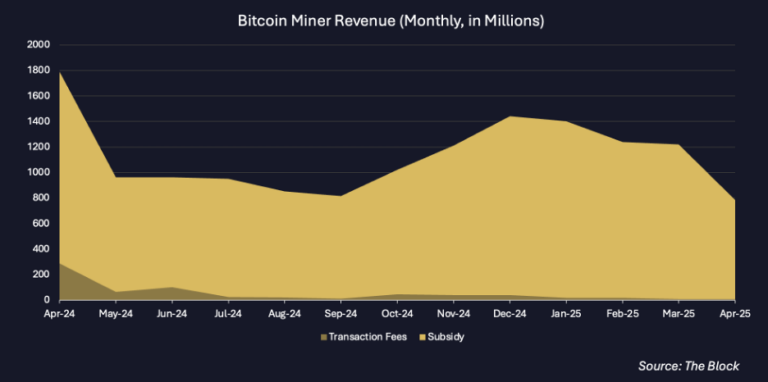 Bitcoin Miner Revenue (Monthly, in Millions)
2000
1800
1600
1400
1200
1000
800
600
400
200
0
Apr-24 May-24 Jun-24 Jul-24 Aug-24 Sep-24 Oct-24 Nov-24 Dec-24 Jan-25 Feb-25 Mar-25 Apr-25
Transaction Fees Subsidy
Source: The Block